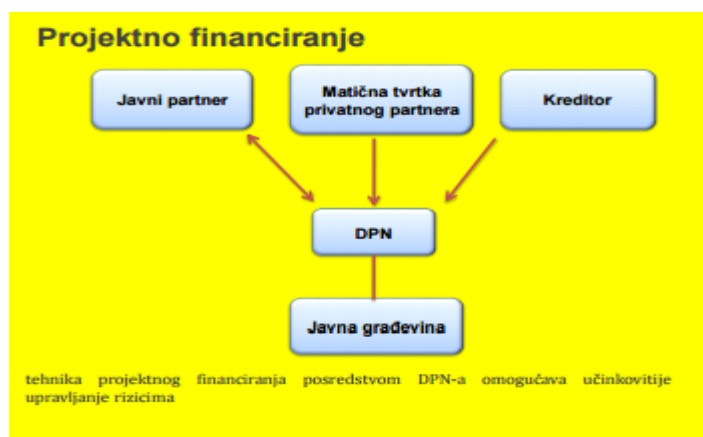 Projektno financiranje
Javni partner
Matična tvrtka
privatnog partnera
Kreditor
DPN
Javna građevina
tehnika projektnog financiranja posredstvom DPN-a omogućava učinkovitije
upravljanje rizicima